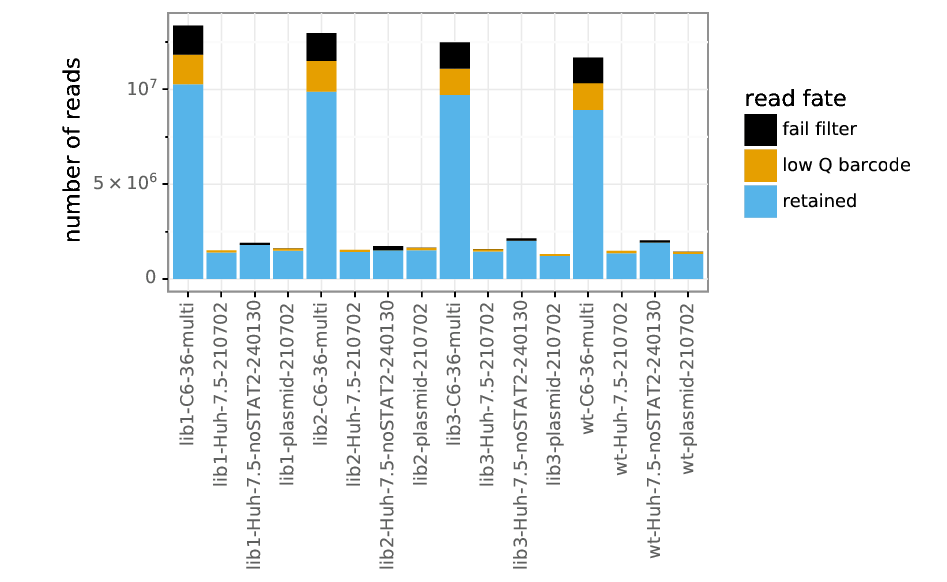 number of reads
10⁷
5 × 10⁶
0
lib1-C6-36-multi
lib1-Huh-7.5-210702
lib1-Huh-7.5-noSTAT2-240130
lib1-plasmid-210702
lib2-C6-36-multi
lib2-Huh-7.5-210702
lib2-Huh-7.5-noSTAT2-240130
lib2-plasmid-210702
lib3-C6-36-multi
lib3-Huh-7.5-210702
lib3-Huh-7.5-noSTAT2-240130
lib3-plasmid-210702
wt-C6-36-multi
wt-Huh-7.5-210702
wt-Huh-7.5-noSTAT2-240130
wt-plasmid-210702
read fate
fail filter
low Q barcode
retained